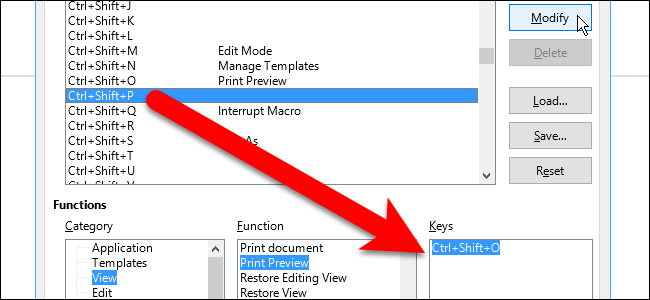 Ctrl+Shift+J
Ctrl+Shift+K
Ctrl+Shift+L
Ctrl+Shift+M Edit Mode
Ctrl+Shift+N Manage Templates
Ctrl+Shift+O Print Preview
Ctrl+Shift+P
Ctrl+Shift+Q Interrupt Macro
Ctrl+Shift+R
Ctrl+Shift+S As
Ctrl+Shift+T
Ctrl+Shift+U
Ctrl+Shift+V
Modify
Delete
Load...
Save...
Reset
Functions
Category
Application
Templates
View
Edit
Function
Print document
Print Preview
Restore Editing View
Restore View
Keys
Ctrl+Shift+O